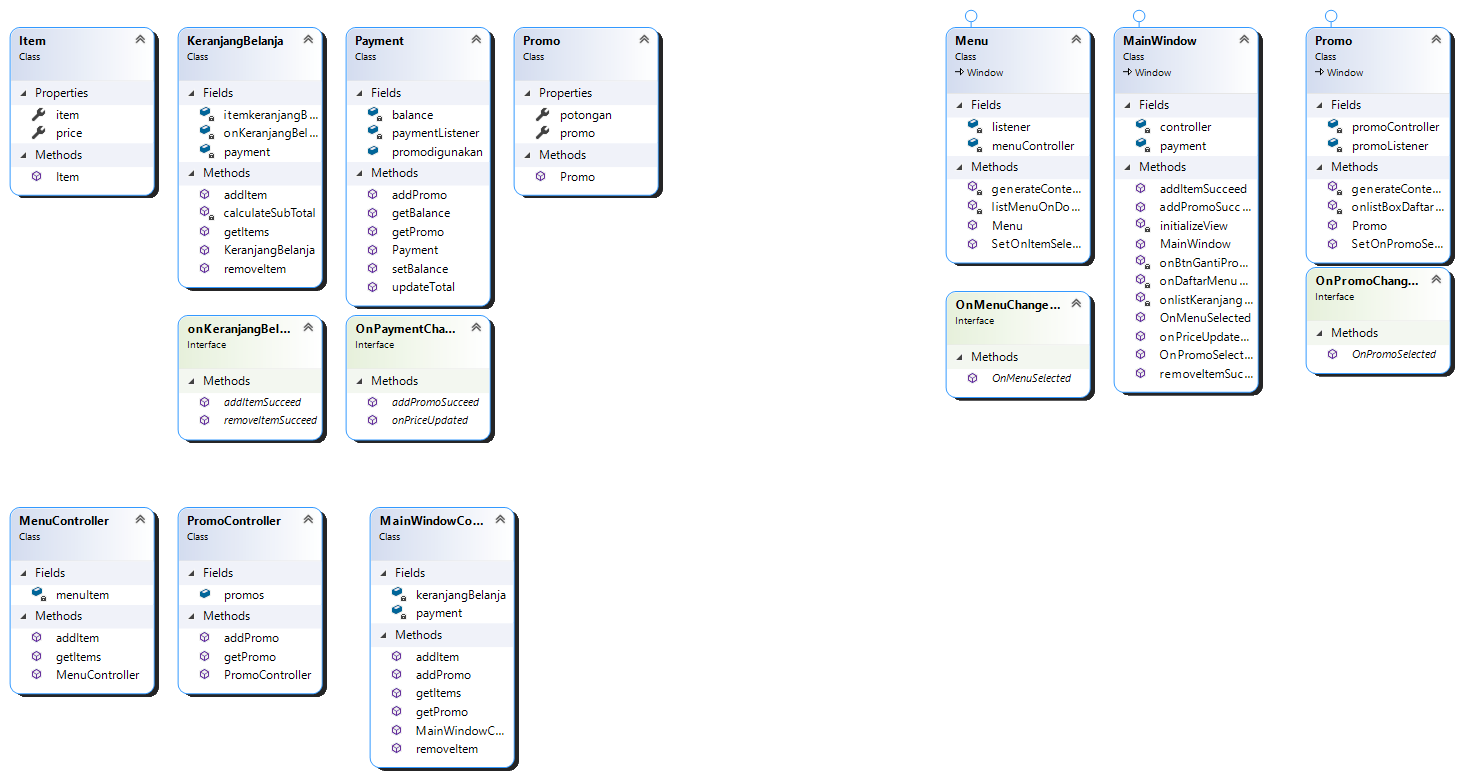 Item
Class
Properties
item
price
Methods
Item
KeranjangBelanja
Class
Fields
itemkeranjangB...
onKeranjangBel...
payment
Methods
addItem
calculateSubTotal
getItems
KeranjangBelanja
removeItem
Payment
Class
Fields
balance
paymentListener
promodigunakan
Methods
addPromo
getBalance
getPromo
Payment
setBalance
updateTotal
Promo
Class
Properties
potongan
promo
Methods
Promo
onKeranjangBel...
Interface
Methods
addItemSucceed
removeItemSucceed
OnPaymentCha...
Interface
Methods
addPromoSucceed
onPriceUpdated
Menu
Class
Window
Fields
listener
menuController
Methods
generateConte...
listMenuOnDo...
Menu
SetOnItemSele...
OnMenuChange...
Interface
Methods
OnMenuSelected
MainWindow
Class
Window
Fields
controller
payment
Methods
addItemSucceed
addPromoSucc...
initializeView
MainWindow
onBtnGantiPro...
onDaftarMenu...
onlistKeranjang...
OnMenuSelected
onPriceUpdate...
OnPromoSelect...
removeItemSuc...
Promo
Class
Window
Fields
promoController
promoListener
Methods
generateConte...
onlistBoxDaftar...
Promo
SetOnPromoSe...
OnPromoChang...
Interface
Methods
OnPromoSelected
MenuController
Class
Fields
menuItem
Methods
addItem
getItems
MenuController
PromoController
Class
Fields
promos
Methods
addPromo
getPromo
PromoController
MainWindowCo...
Class
Fields
keranjangBelanja
payment
Methods
addItem
addPromo
getItems
getPromo
MainWindowC...
removeItem